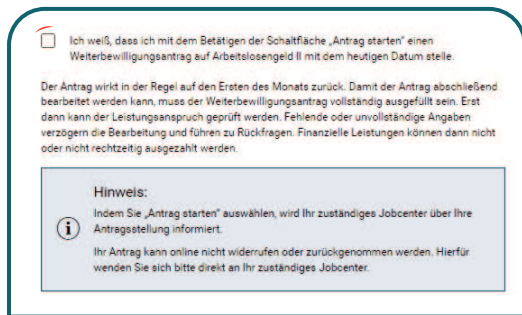 Ich weiß, dass ich mit dem Betätigen der Schaltfläche „Antrag starten" einen
Weiterbewilligungsantrag auf Arbeitslosengeld II mit dem heutigen Datum stelle.
Der Antrag wirkt in der Regel auf den Ersten des Monats zurück. Damit der Antrag abschließend
bearbeitet werden kann, muss der Weiterbewilligungsantrag vollständig ausgefüllt sein. Erst
dann kann der Leistungsanspruch geprüft werden. Fehlende oder unvollständige Angaben
verzögern die Bearbeitung und führen zu Rückfragen. Finanzielle Leistungen können dann nicht
oder nicht rechtzeitig ausgezahlt werden.
Hinweis:
Indem Sie „Antrag starten" auswählen, wird Ihr zuständiges Jobcenter über Ihre
Antragsstellung informiert.
Ihr Antrag kann online nicht widerrufen oder zurückgenommen werden. Hierfür
wenden Sie sich bitte direkt an Ihr zuständiges Jobcenter.